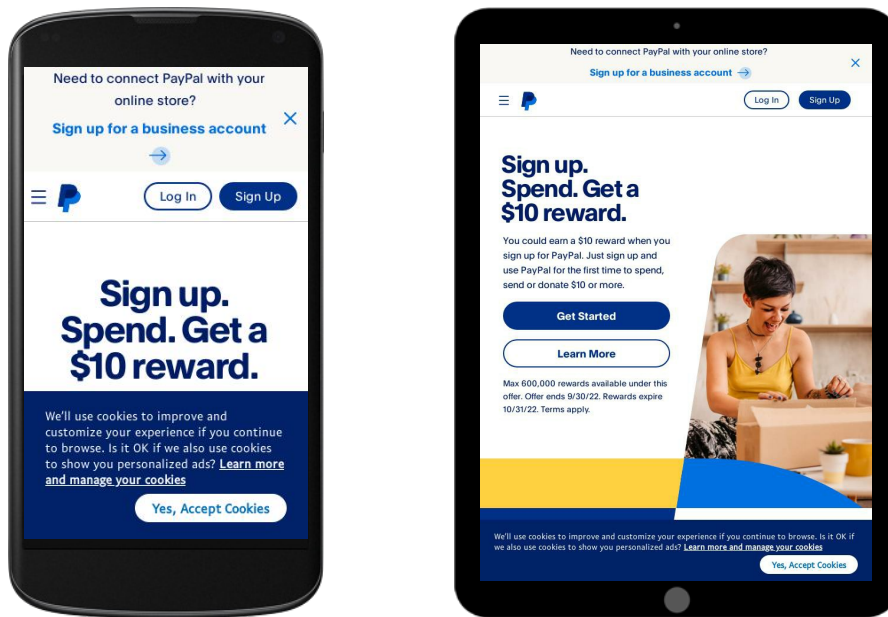 Need to connect PayPal with your
online store?
Sign up for a business account
Log In
Sign Up
Sign up.
Spend. Get a
$10 reward.
We'll use cookies to improve and
customize your experience if you continue
to browse. Is it OK if we also use cookies
to show you personalized ads? Learn more
and manage your cookies
Yes, Accept Cookies
Need to connect PayPal with your online store?
Sign up for a business account
Log In
Sign Up
Sign up.
Spend. Get a
$10 reward.
You could earn a $10 reward when you
sign up for PayPal. Just sign up and
use PayPal for the first time to spend,
send or donate $10 or more.
Get Started
Learn More
Max 600,000 rewards available under this
offer. Offer ends 9/30/22. Rewards expire
10/31/22. Terms apply.
We'll use cookies to improve and customize your experience if you continue to browse. Is it OK if
we also use cookies to show you personalized ads? Learn more and manage your cookies
Yes, Accept Cookies